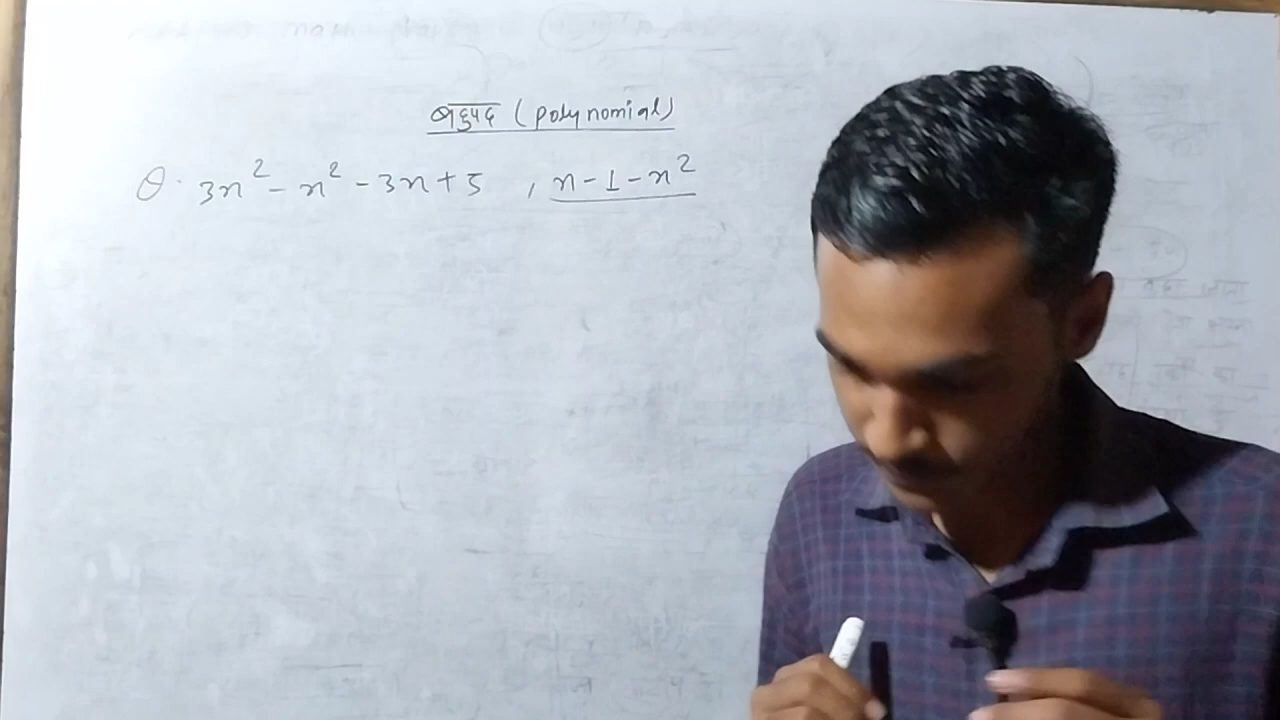 बहुपद (polynomial)
Q. 3x² - x² - 3x + 5 , x - 1 - x²